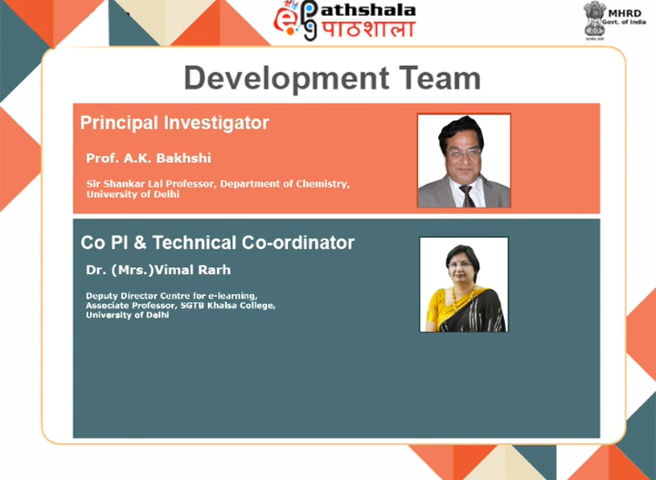 ePG athshala
पाठशाला
MHRD
Govt. of India
Development Team
Principal Investigator
Prof. A.K. Bakhshi
Sir Shankar Lal Professor, Department of Chemistry,
University of Delhi
Co PI & Technical Co-ordinator
Dr. (Mrs.)Vimal Rarh
Deputy Director Centre for e-learning,
Associate Professor, SGTB Khalsa College,
University of Delhi